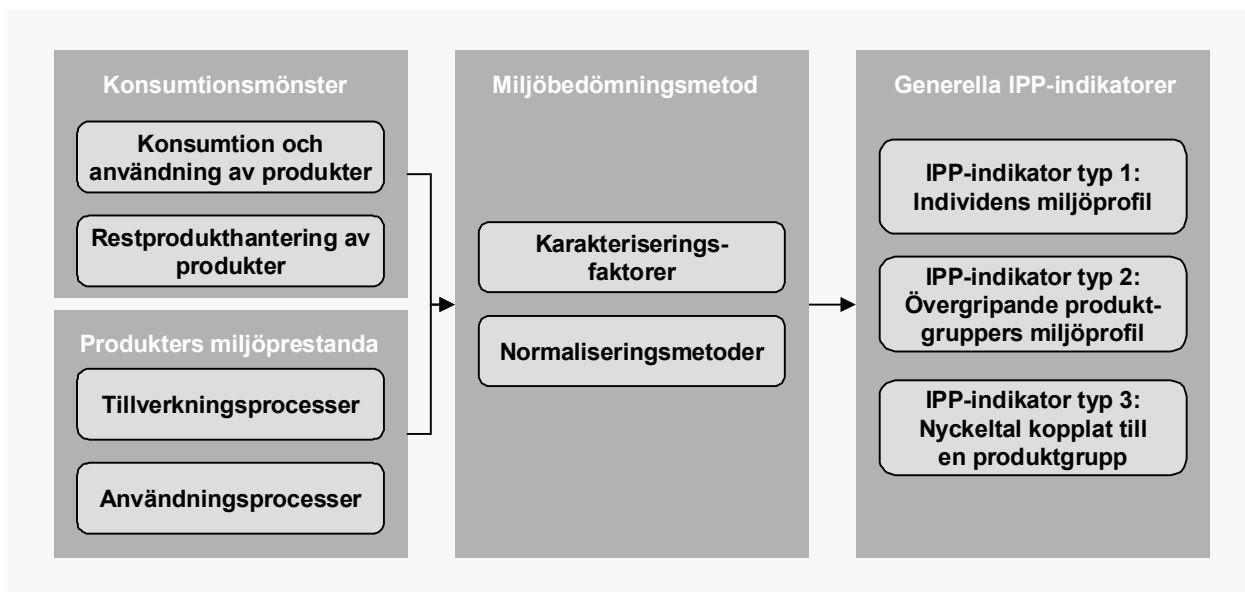 Konsumtionsmönster
Konsumtion och
användning av produkter
Restprodukthantering av
produkter
Produkters miljöprestanda
Tillverkningsprocesser
Användningsprocesser
Miljöbedömningsmetod
Karakteriserings-
faktorer
Normaliseringsmetoder
Generella IPP-indikatorer
IPP-indikator typ 1:
Individens miljöprofil
IPP-indikator typ 2:
Övergripande produkt-
gruppers miljöprofil
IPP-indikator typ 3:
Nyckeltal kopplat till
en produktgrupp